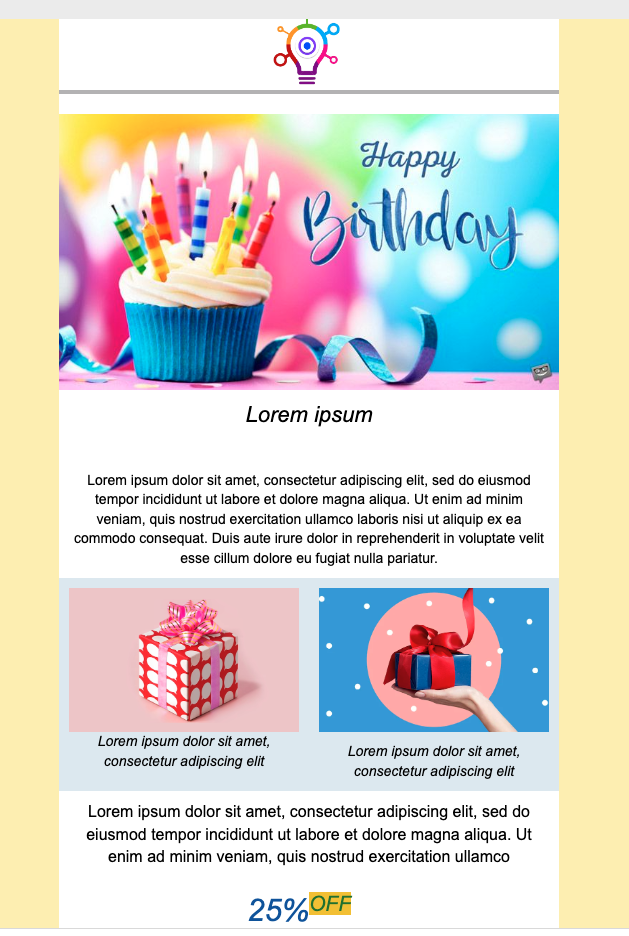 Happy
Birthday
Lorem ipsum
Lorem ipsum dolor sit amet, consectetur adipiscing elit, sed do eiusmod
tempor incididunt ut labore et dolore magna aliqua. Ut enim ad minim
veniam, quis nostrud exercitation ullamco laboris nisi ut aliquip ex ea
commodo consequat. Duis aute irure dolor in reprehenderit in voluptate velit
esse cillum dolore eu fugiat nulla pariatur.
Lorem ipsum dolor sit amet,
consectetur adipiscing elit
Lorem ipsum dolor sit amet,
consectetur adipiscing elit
Lorem ipsum dolor sit amet, consectetur adipiscing elit, sed do
eiusmod tempor incididunt ut labore et dolore magna aliqua. Ut
enim ad minim veniam, quis nostrud exercitation ullamco
25%OFF